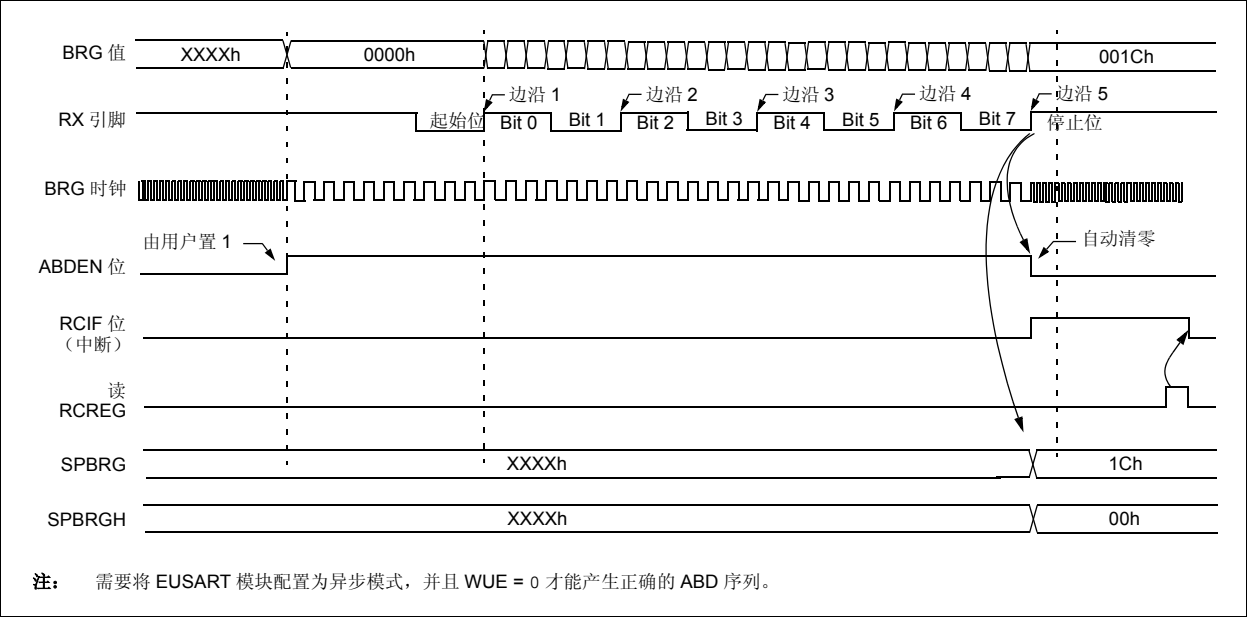 BRG 值
XXXXh
0000h
001Ch
RX 引脚
起始位
边沿 1
Bit 0
Bit 1
边沿 2
Bit 2
Bit 3
边沿 3
Bit 4
Bit 5
边沿 4
Bit 6
Bit 7
边沿 5
停止位
BRG 时钟
由用户置 1
自动清零
ABDEN 位
RCIF 位
（中断）
读
RCREG
SPBRG
XXXXh
1Ch
SPBRGH
XXXXh
00h
注： 需要将 EUSART 模块配置为异步模式，并且 WUE = 0 才能产生正确的 ABD 序列。